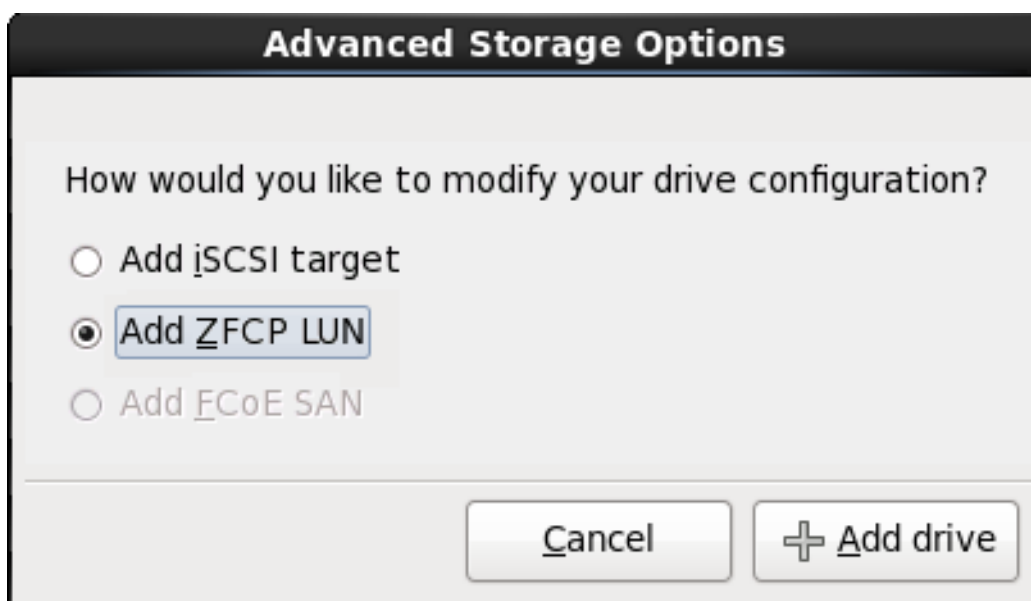 Advanced Storage Options
How would you like to modify your drive configuration?
Add iSCSI target
Add ZFCP LUN
Add FCoE SAN
Cancel
Add drive